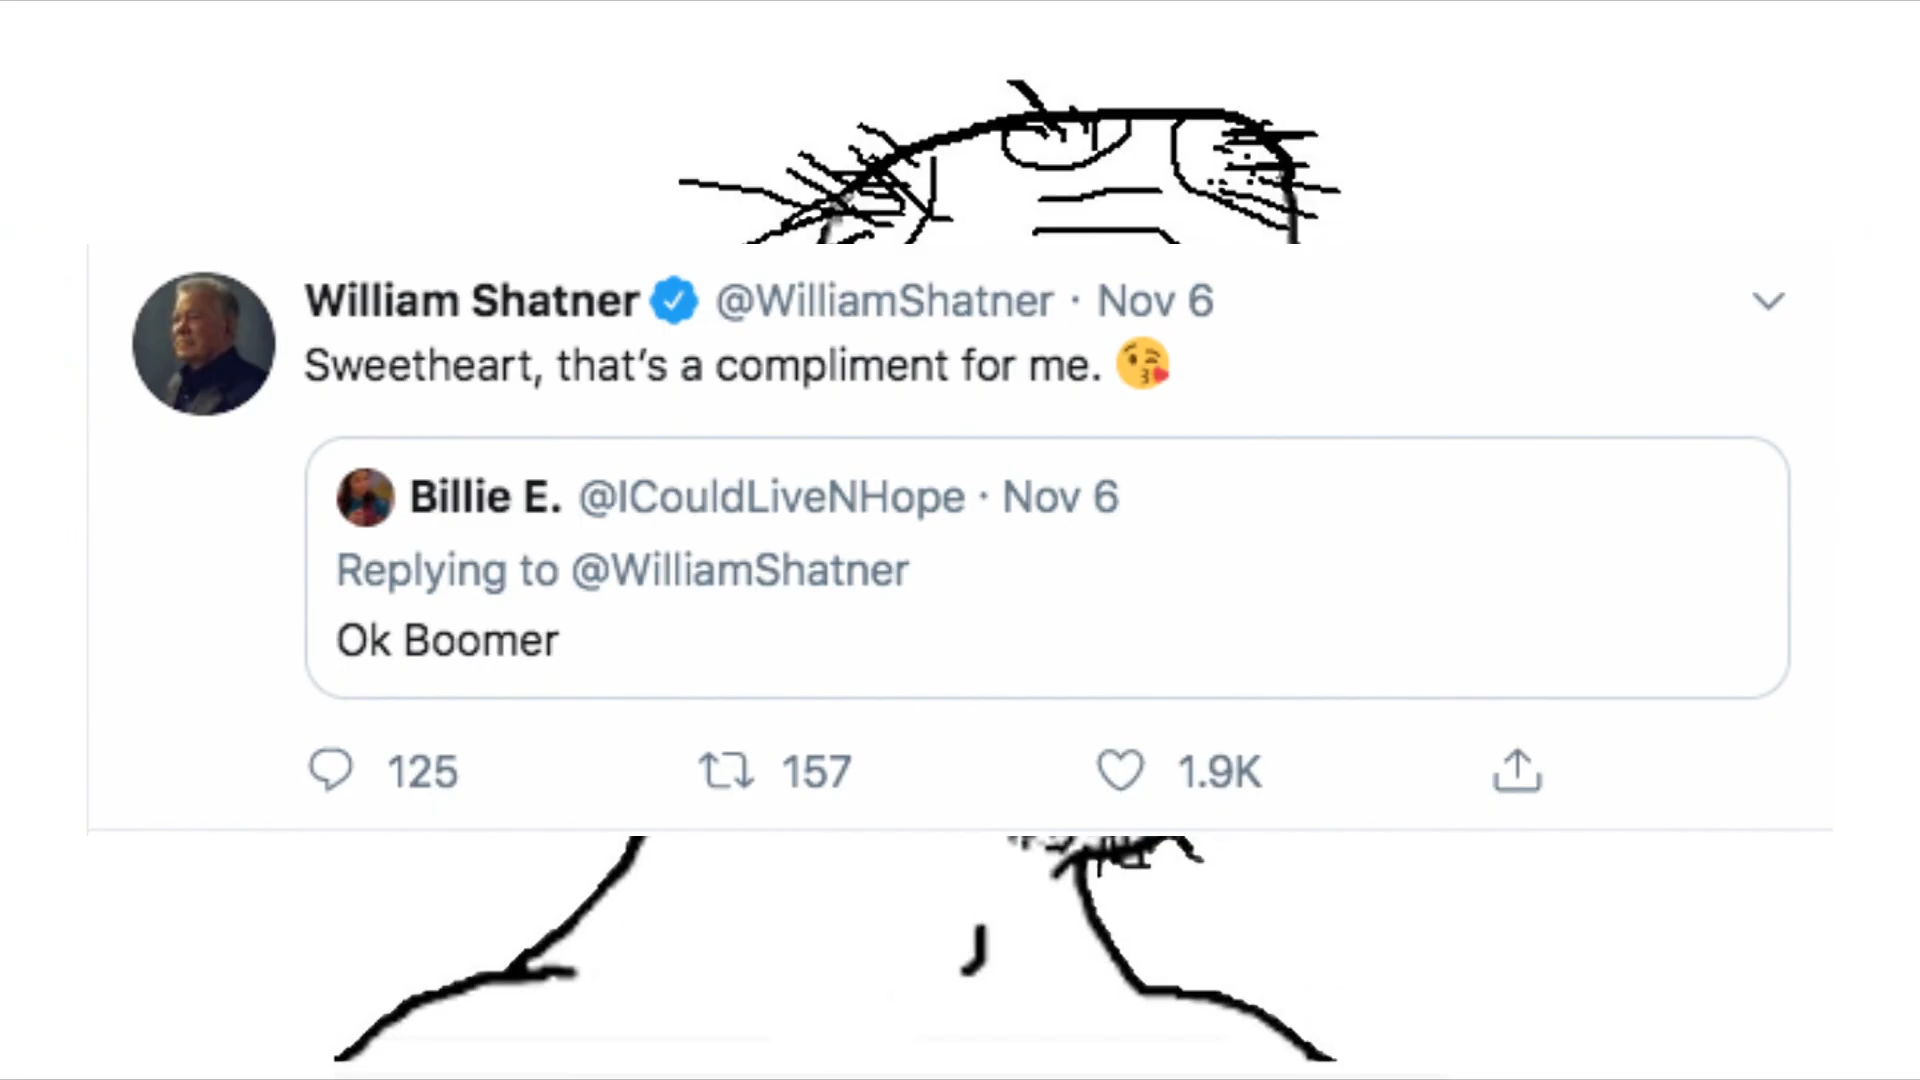 William Shatner @WilliamShatner · Nov 6
Sweetheart, that's a compliment for me. 😘
Billie E. @ICouldLiveNHope · Nov 6
Replying to @WilliamShatner
Ok Boomer
125 157 1.9K